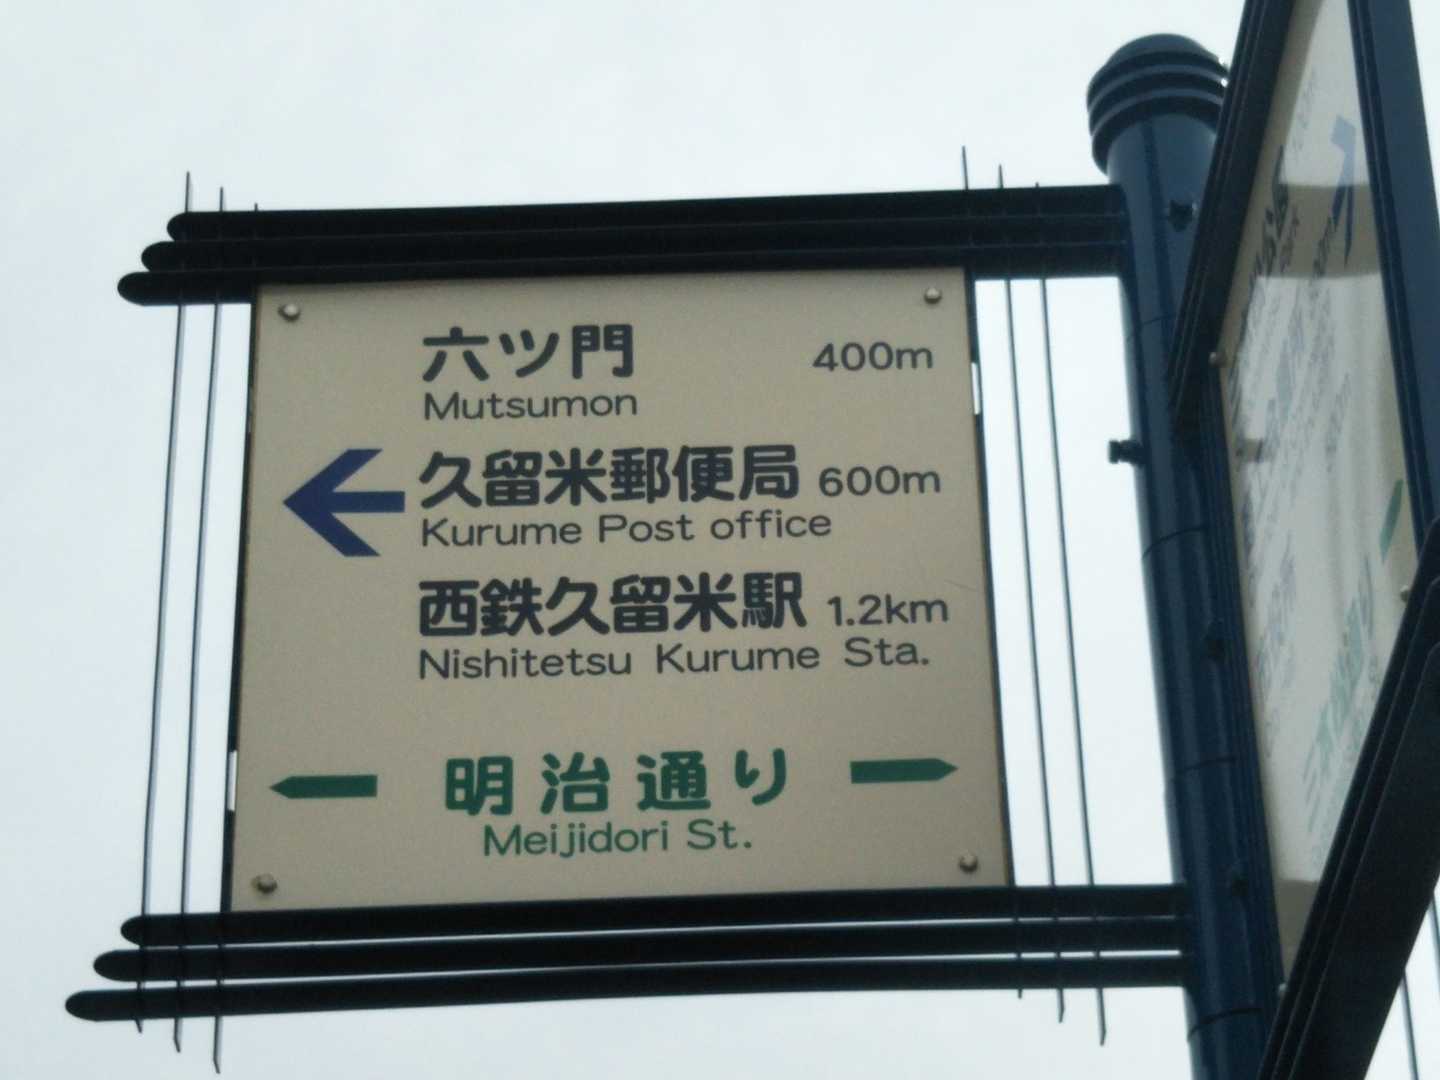 六ツ門 400m
Mutsumon
久留米郵便局 600m
Kurume Post office
西鉄久留米駅 1.2km
Nishitetsu Kurume Sta.
明治通り
Meijidori St.